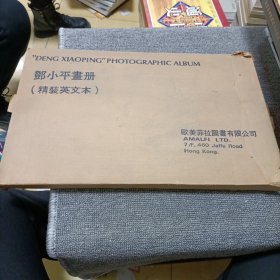 "DENG XIAOPING" PHOTOGRAPHIC ALBUM
鄧小平畫册
(精裝英文本)
歐美菲拉圖書有限公司
AMALFI LTD.
7/F, 450 Jaffe Road
Hong Kong.